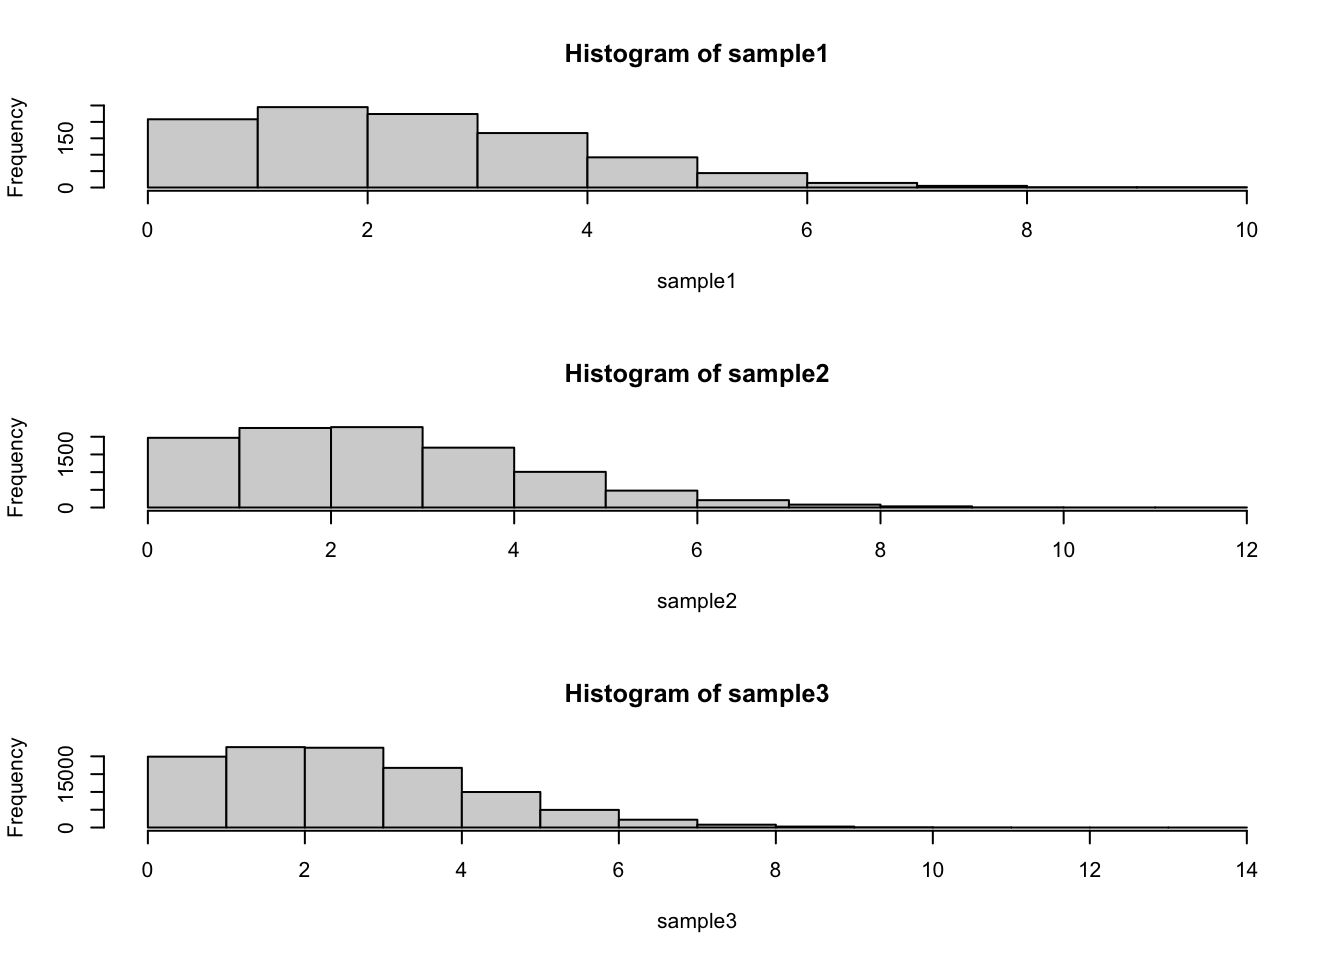 Histogram of sample1
Frequency
150
0
0 2 4 6 8 10
sample1
Histogram of sample2
Frequency
1500
0
0 2 4 6 8 10 12
sample2
Histogram of sample3
Frequency
15000
0
0 2 4 6 8 10 12 14
sample3